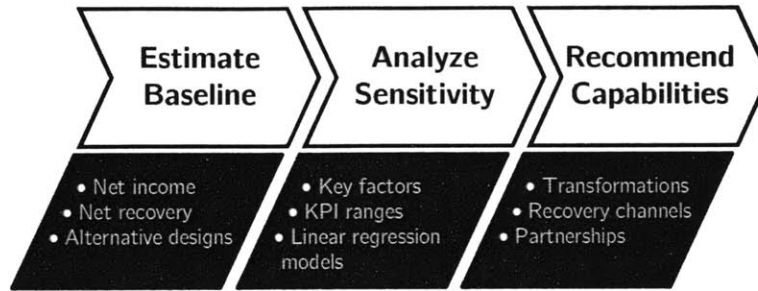 Estimate
Baseline
• Net income
• Net recovery
• Alternative designs
Analyze
Sensitivity
• Key factors
• KPI ranges
• Linear regression
models
Recommend
Capabilities
• Transformations
• Recovery channels
• Partnerships